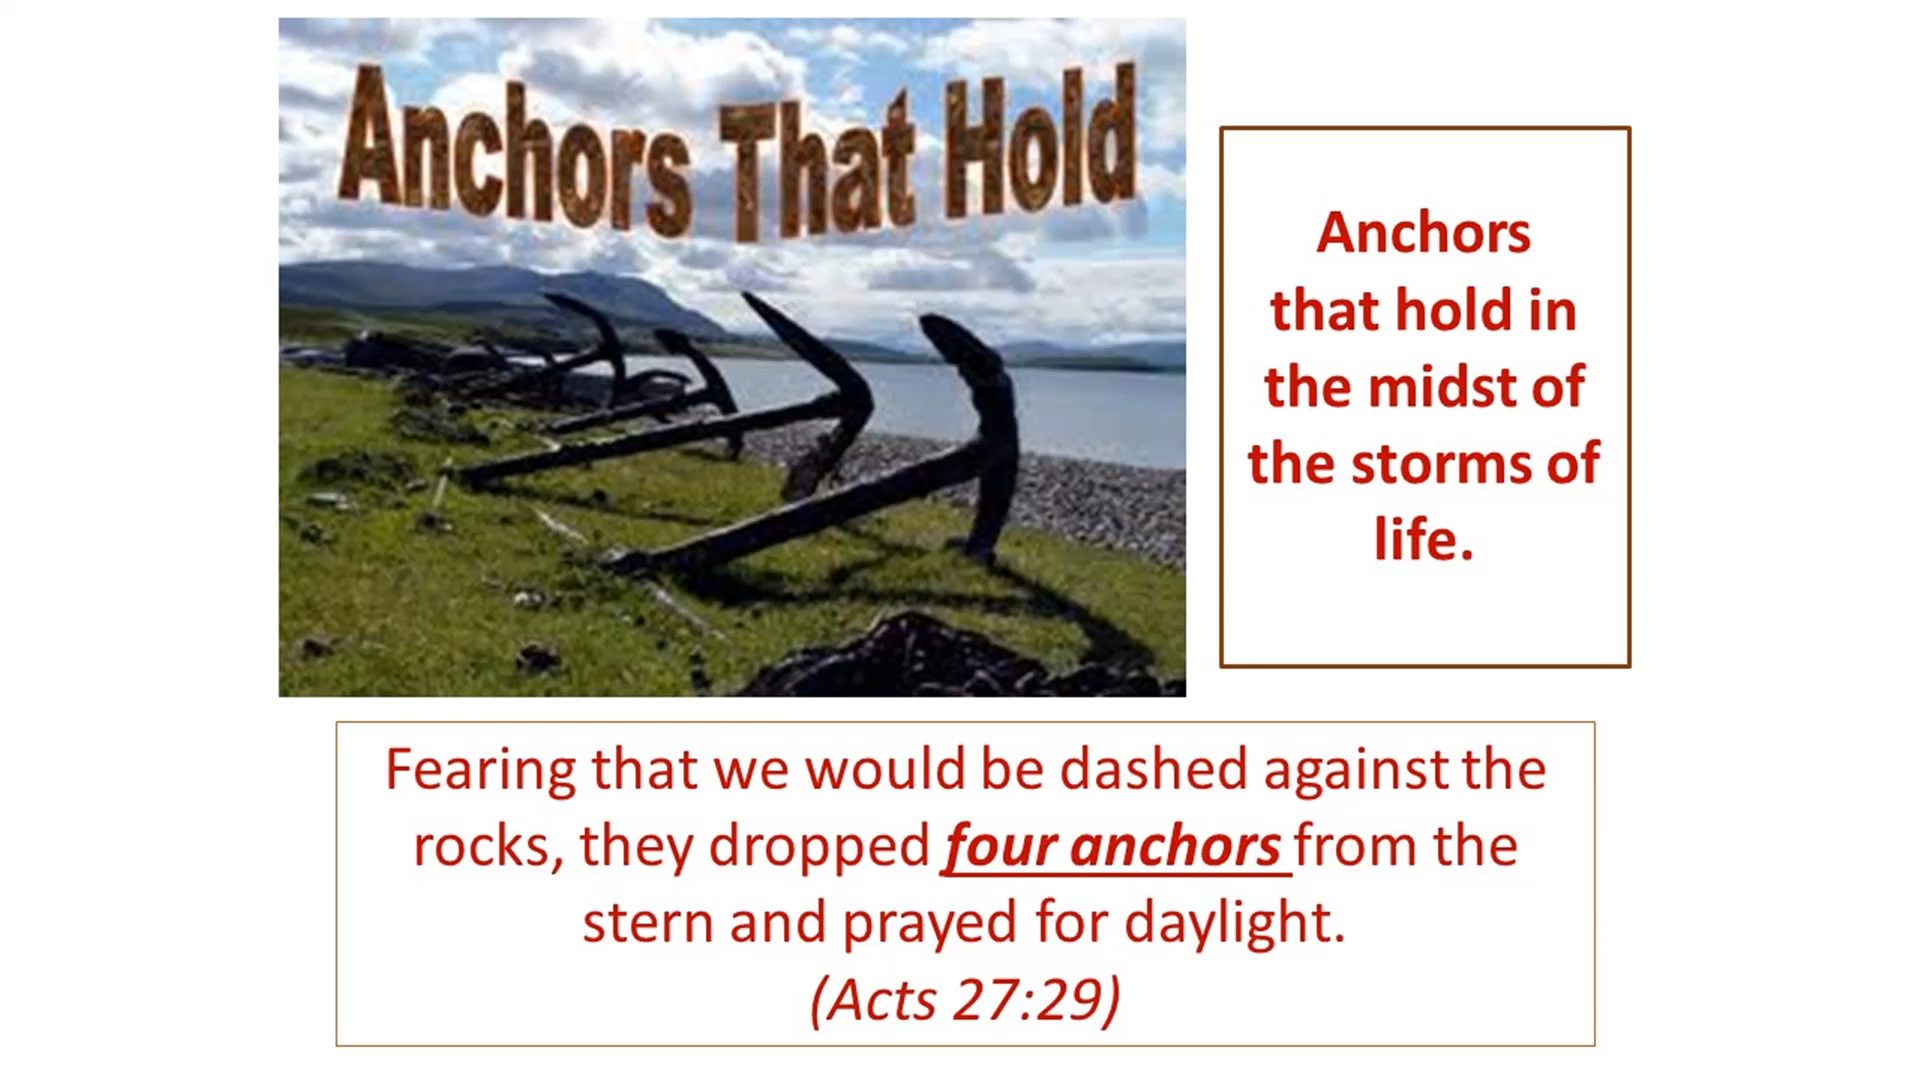 Anchors That Hold
Anchors
that hold in
the midst of
the storms of
life.
Fearing that we would be dashed against the
rocks, they dropped four anchors from the
stern and prayed for daylight.
(Acts 27:29)